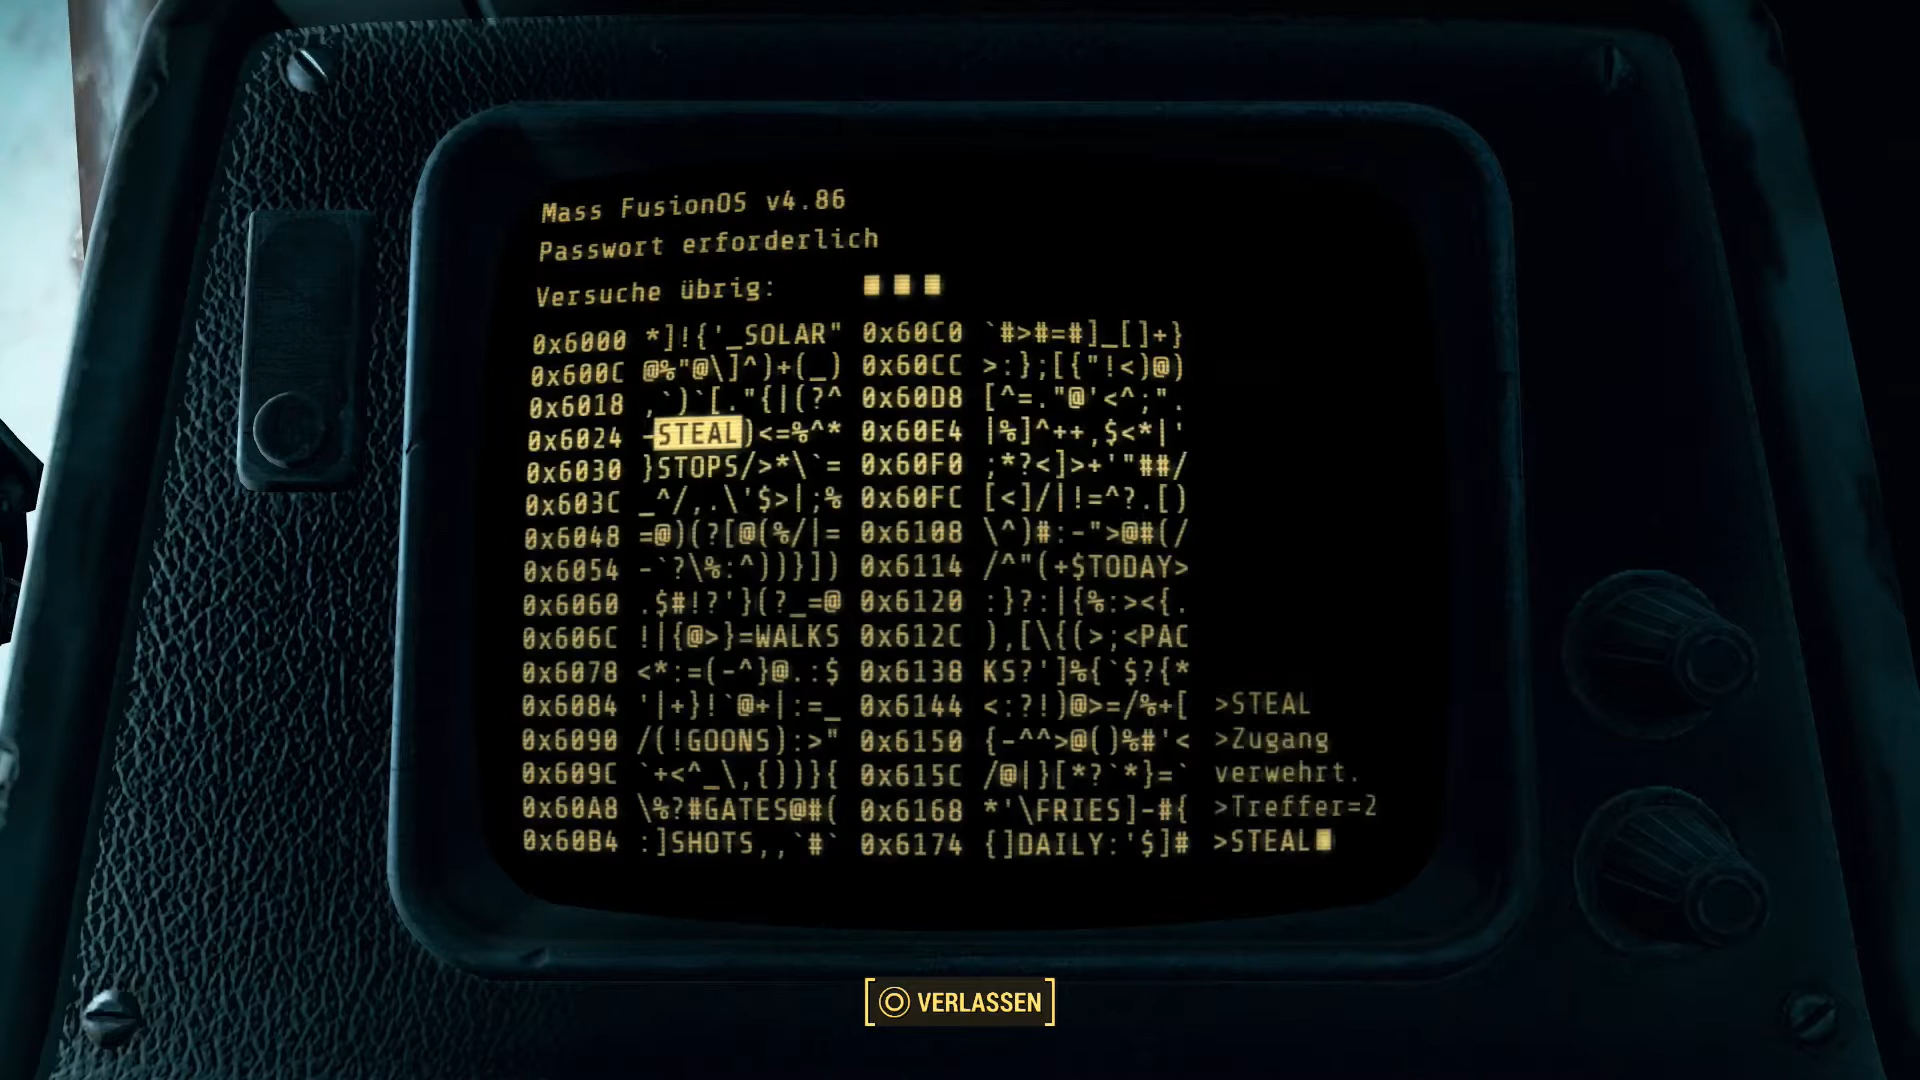 Mass FusionOS v4.86
Passwort erforderlich
Versuche übrig: ■ ■ ■
0x6000 *]!{'_SOLAR" 0x60C0 `#>#=#]_[]+}
0x600C @%"@\]^)+(_) 0x60CC >:};[{"!<)@)
0x6018 ,`)`[."{|(?^ 0x60D8 [^=."@'<^;".
0x6024 -STEAL)<=%^* 0x60E4 |%]^++,$<*|'
0x6030 }STOPS/>*\`= 0x60F0 ;*?<]>+'"##/
0x603C _^/,.\'$>|;% 0x60FC [<]/|!=^?.[)
0x6048 =@)(?[@(%/|= 0x6108 \^)#:-">@#(/
0x6054 -`?\%:^))}]) 0x6114 /^"(+$TODAY>
0x6060 .$#!?'}(?_=@ 0x6120 :}?:|{%:><{.
0x606C !|{@>}=WALKS 0x612C ),[\{(>;<PAC
0x6078 <*:=(-^}@.:$ 0x6138 KS?']%{`$?{*
0x6084 '|+}!`@+|:=_ 0x6144 <:?!)@>=/%+[ >STEAL
0x6090 /(!GOONS):>" 0x6150 {-^^>@()%#'< >Zugang
0x609C `+<^_\,{))}{ 0x615C /@|}[*?`*}=` verwehrt.
0x60A8 \%?#GATES@#( 0x6168 *'\FRIES]-#{ >Treffer=2
0x60B4 :]SHOTS,,`#` 0x6174 {]DAILY:'$]# >STEAL■
VERLASSEN